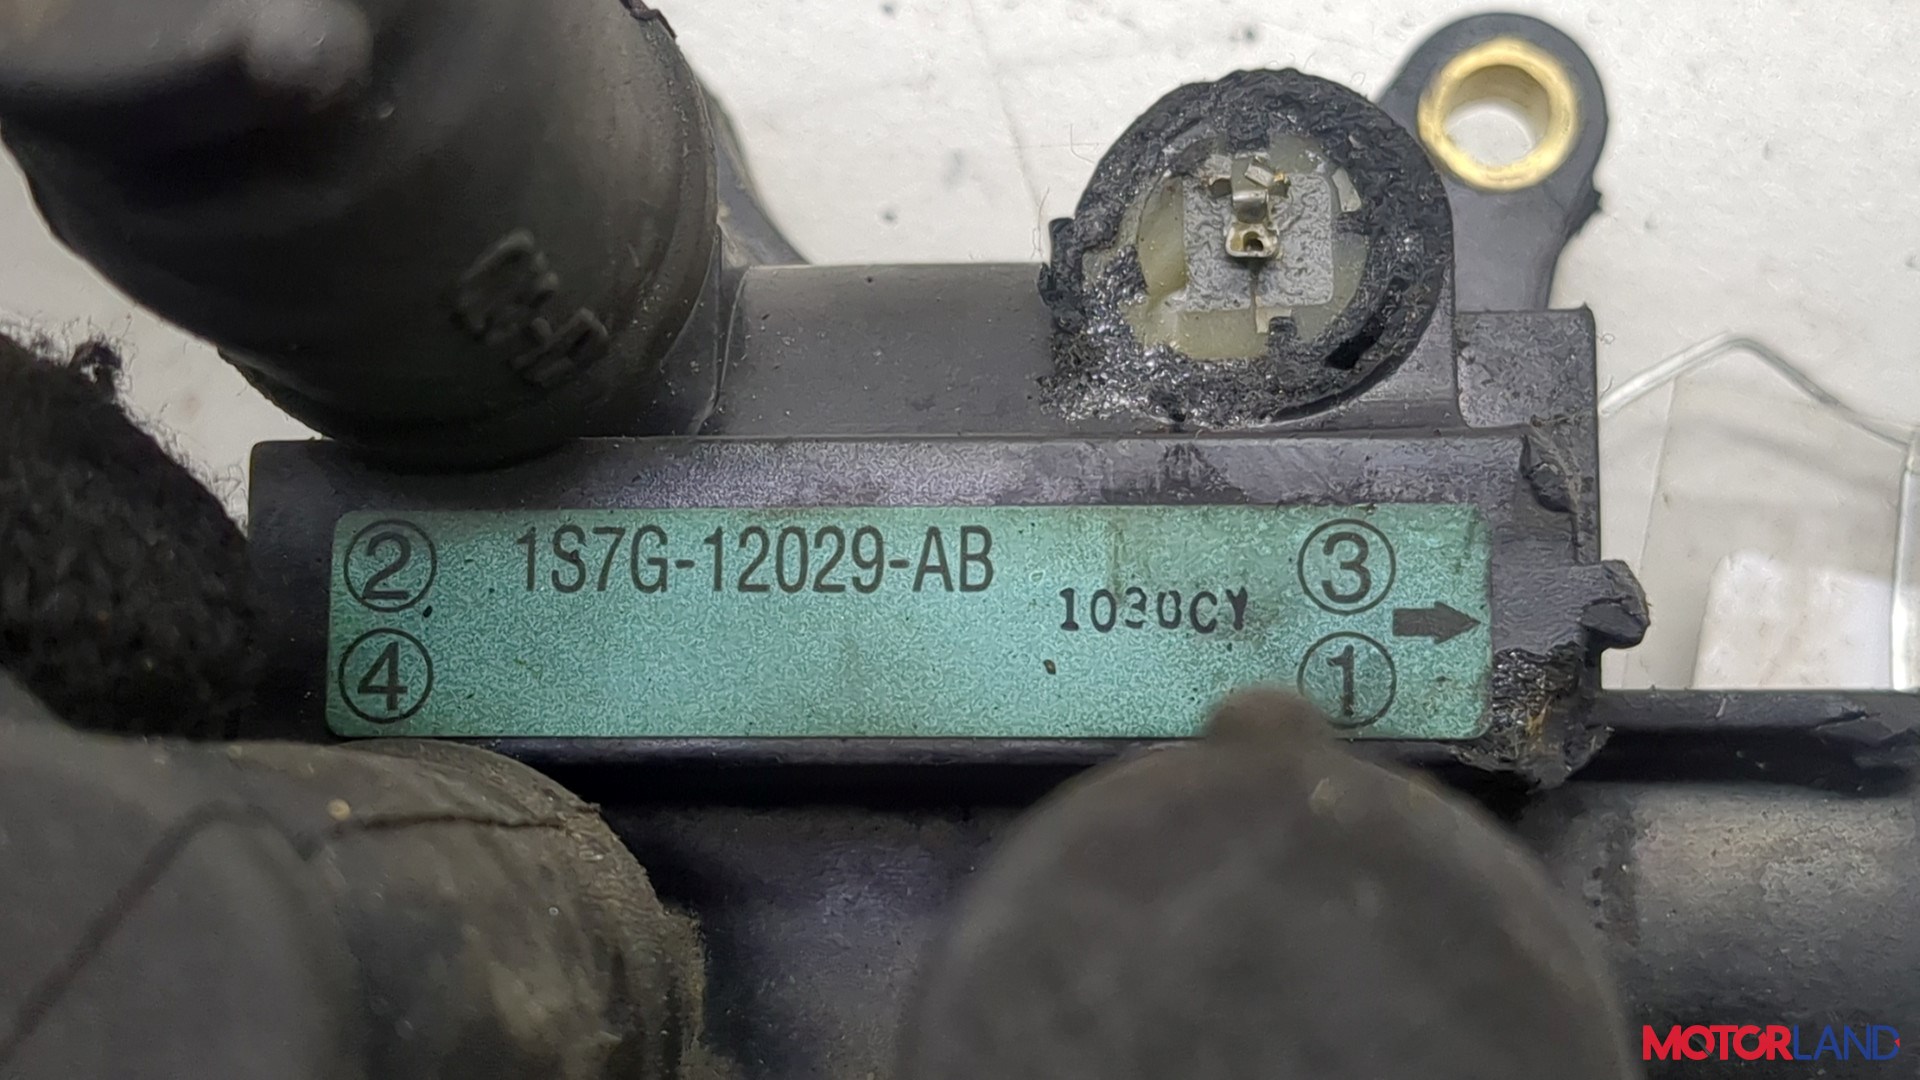 ② 1S7G-12029-AB ③
1030CY
④ ①
MOTORLAND